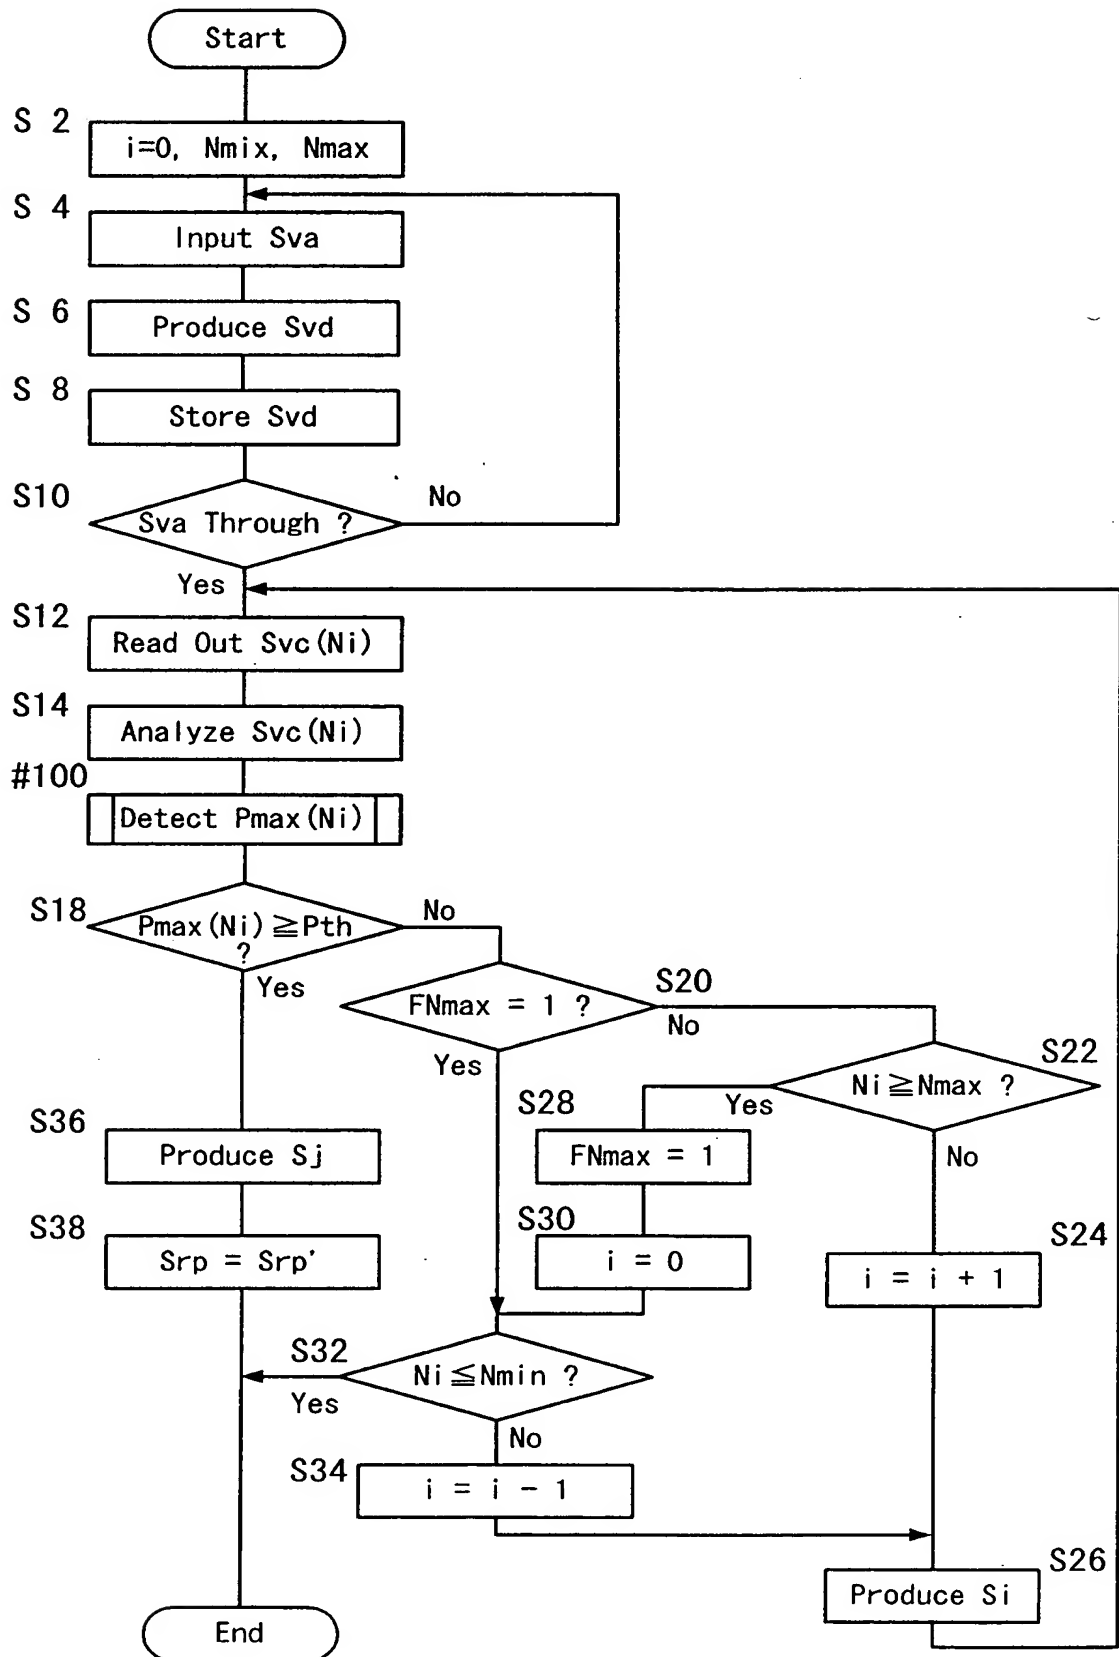 Start
S 2
i=0, Nmix, Nmax
S 4
Input Sva
S 6
Produce Svd
S 8
Store Svd
S10
No
Sva Through ?
Yes
S12
Read Out Svc(Ni)
S14
Analyze Svc(Ni)
#100
Detect Pmax(Ni)
S18
No
Pmax(Ni)≧Pth
?
Yes
S20
FNmax = 1 ?
No
Yes
S22
Ni≧Nmax ?
Yes
No
S28
FNmax = 1
S36
Produce Sj
S30
i = 0
S38
Srp = Srp'
S24
i = i + 1
S32
Ni≦Nmin ?
Yes
No
S34
i = i - 1
S26
Produce Si
End